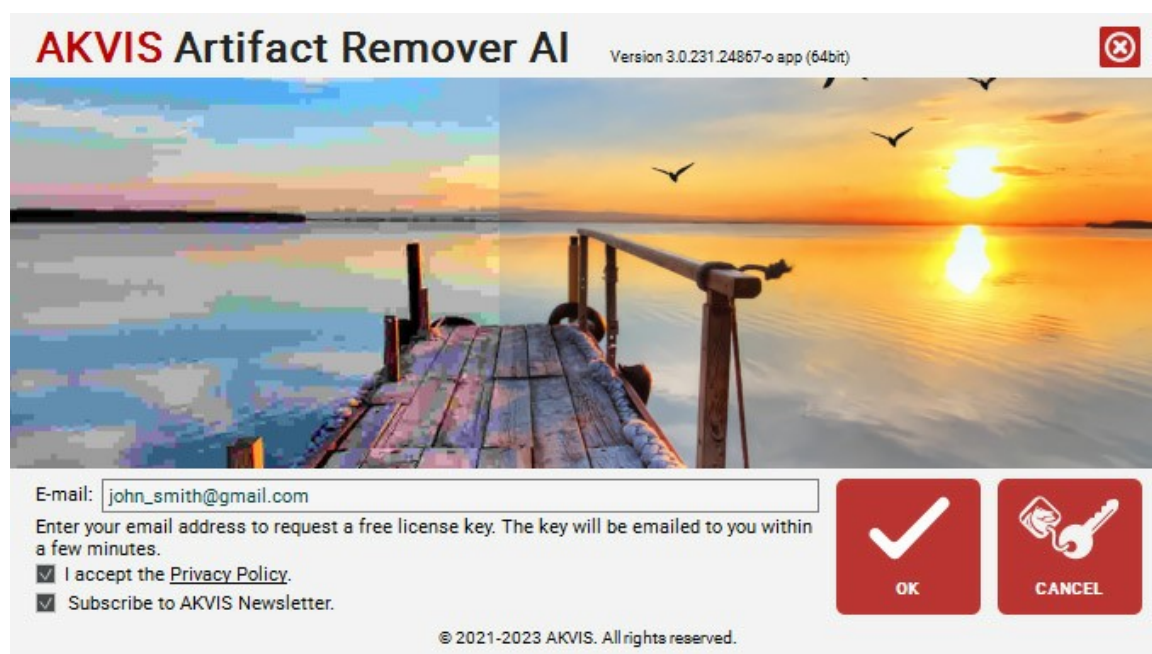 AKVIS Artifact Remover AI Version 3.0.231.24867-o app (64bit)
E-mail: john_smith@gmail.com
Enter your email address to request a free license key. The key will be emailed to you within
a few minutes.
I accept the Privacy Policy.
Subscribe to AKVIS Newsletter.
OK
CANCEL
© 2021-2023 AKVIS. All rights reserved.